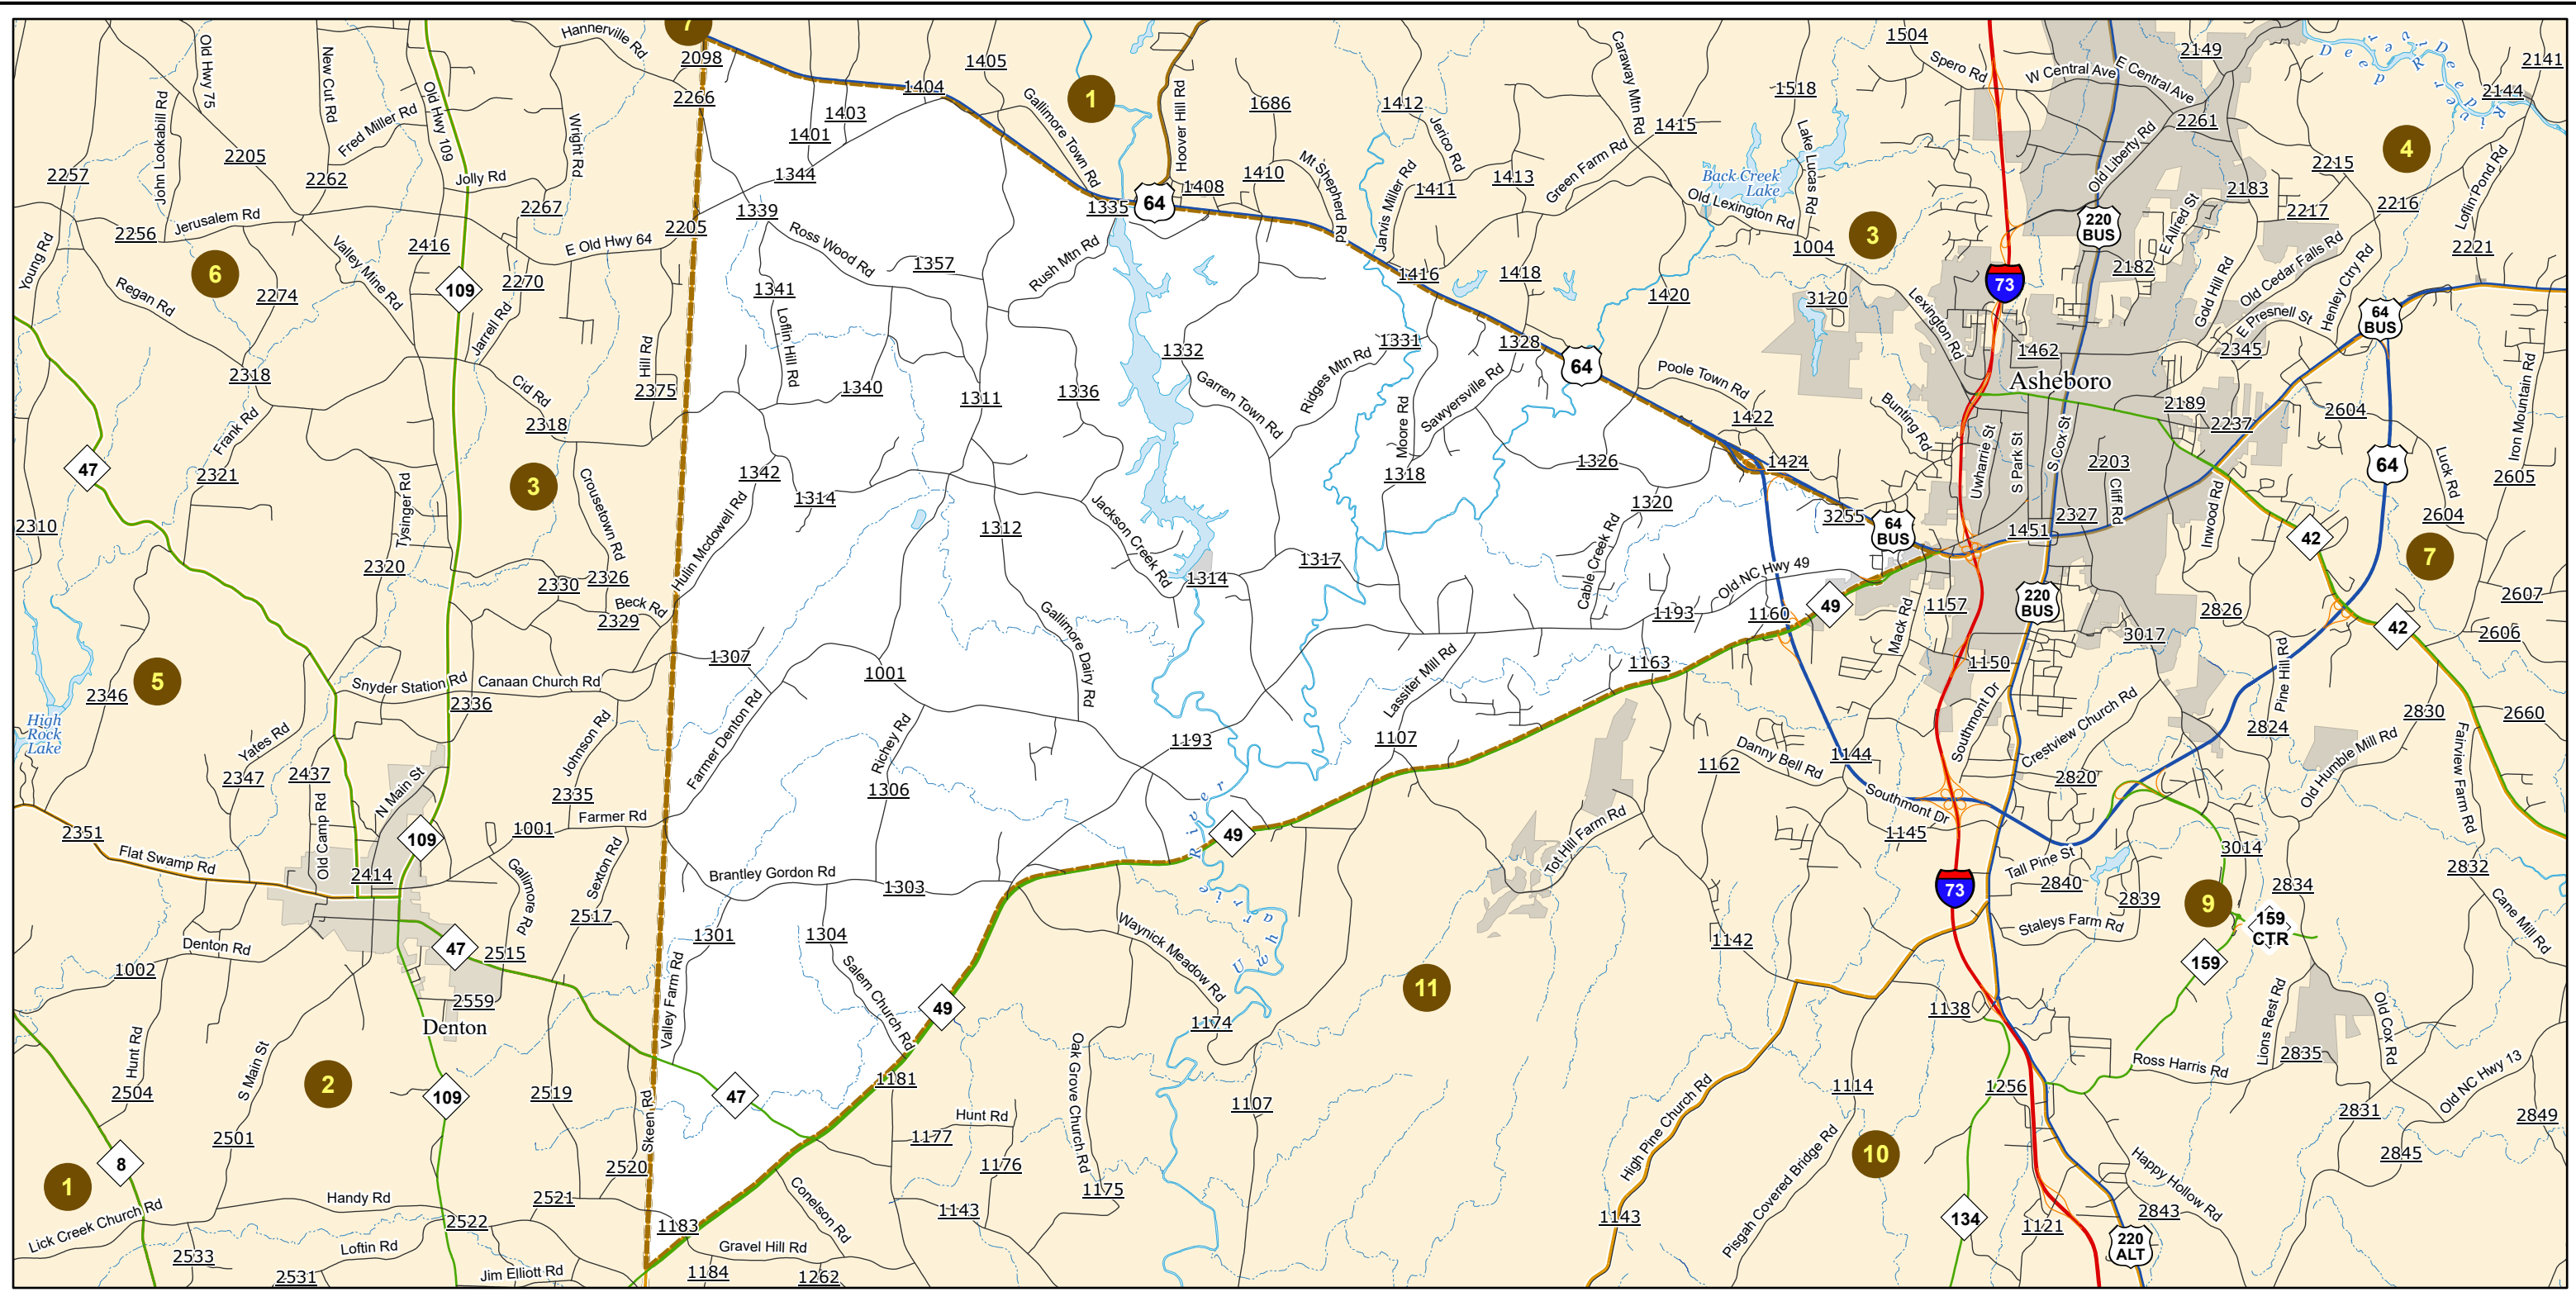 7
Hannerville Rd
2098
2266
1404
1405
1
Hoover Hill Rd
Caraway Mtn Rd
1504
Spero Rd
W Central Ave
E Central Ave
2149
Deep River
Deep River
2141
2144
Old Hwy 75
New Cut Rd
Old Hwy 109
John Lookabill Rd
Fred Miller Rd
Wright Rd
1403
1401
Gallimore Town Rd
1686
1412
Jerico Rd
1415
1518
2261
4
2257
2205
2262
Jolly Rd
1344
1408
1410
Mt Shepherd Rd
Jarvis Miller Rd
1411
1413
Green Farm Rd
Back Creek
Lake
Lake Lucas Rd
Old Liberty Rd
2215
Loflin Pond Rd
2183
2267
1339
1335
64
Old Lexington Rd
2217
2216
2256
Jerusalem Rd
Valley Mine Rd
2416
E Old Hwy 64
2205
Ross Wood Rd
1357
Rush Mtn Rd
1416
1418
1004
3
220
BUS
E Allred St
2182
Old Cedar Falls Rd
Henley Ctry Rd
2221
Young Rd
6
Regan Rd
2274
109
2270
1341
Loflin Hill Rd
1420
3120
73
Gold Hill Rd
64
BUS
Jarrell Rd
Hill Rd
1332
1331
1328
64
Lexington Rd
1462
E Presnell St
2345
2318
Cid Rd
2375
1340
1311
1336
Garren Town Rd
Ridges Mtn Rd
Moore Rd
Sawyersville Rd
Poole Town Rd
1422
Asheboro
2189
2237
2604
Iron Mountain Rd
Frank Rd
2318
Bunting Rd
47
2321
Tysinger Rd
3
Crousetown Rd
1342
1314
1318
1326
1424
Uwharrie St
S Park St
S Cox St
2203
Cliff Rd
64
Luck Rd
2605
2310
Hulin Mcdowell Rd
1312
Jackson Creek Rd
1320
3255
64
BUS
1451
2327
Inwood Rd
42
2604
7
2320
2330
2326
1314
1317
Cable Creek Rd
Old NC Hwy 49
Beck Rd
2329
Gallimore Dairy Rd
1193
1160
49
Mack Rd
1157
220
BUS
2826
2607
42
2606
3017
5
2346
Snyder Station Rd
Canaan Church Rd
1307
1001
1163
Lassiter Mill Rd
1150
Pine Hill Rd
2336
High
Rock
Lake
Yates Rd
Johnson Rd
Farmer Denton Rd
Richey Rd
1193
1107
Southmont Dr
Crestview Church Rd
2824
2830
2660
2347
2437
N Main St
2335
1306
Danny Bell Rd
1162
1144
2820
Old Humble Mill Rd
Fairview Farm Rd
2351
Old Camp Rd
109
1001
Farmer Rd
49
Southmont Dr
1145
Flat Swamp Rd
2414
Gallimore Rd
Sexton Rd
Brantley Gordon Rd
1303
Uwharrie River
Tot Hill Farm Rd
73
Tall Pine St
2840
2839
3014
2834
2832
9
Cane Mill Rd
2517
1301
1304
Waynick Meadow Rd
1142
Staleys Farm Rd
159
CTR
Denton Rd
47
2515
1002
Salem Church Rd
159
2559
Valley Farm Rd
49
11
1174
1138
Lions Rest Rd
Old Cox Rd
Denton
Hunt Rd
S Main St
2835
Ross Harris Rd
2
2504
109
2519
Skeen Rd
47
1181
Oak Grove Church Rd
1107
High Pine Church Rd
1114
1256
Old NC Hwy 13
2831
2849
2501
Hunt Rd
1177
Pisgah Covered Bridge Rd
10
8
1
2520
1176
Happy Hollow Rd
2845
Handy Rd
2521
Conelson Rd
1175
1143
Lick Creek Church Rd
2522
1183
1143
134
1121
2843
2533
Loftin Rd
Gravel Hill Rd
220
ALT
2531
Jim Elliott Rd
1184
1262